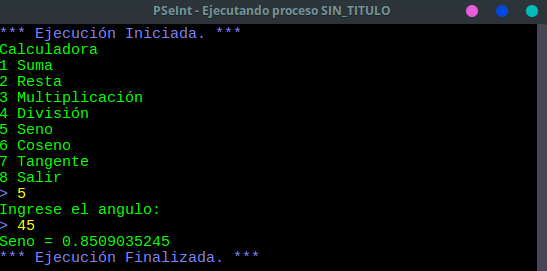 PSeInt - Ejecutando proceso SIN_TITULO
*** Ejecución Iniciada. ***
Calculadora
1 Suma
2 Resta
3 Multiplicación
4 División
5 Seno
6 Coseno
7 Tangente
8 Salir
> 5
Ingrese el angulo:
> 45
Seno = 0.8509035245
*** Ejecución Finalizada. ***